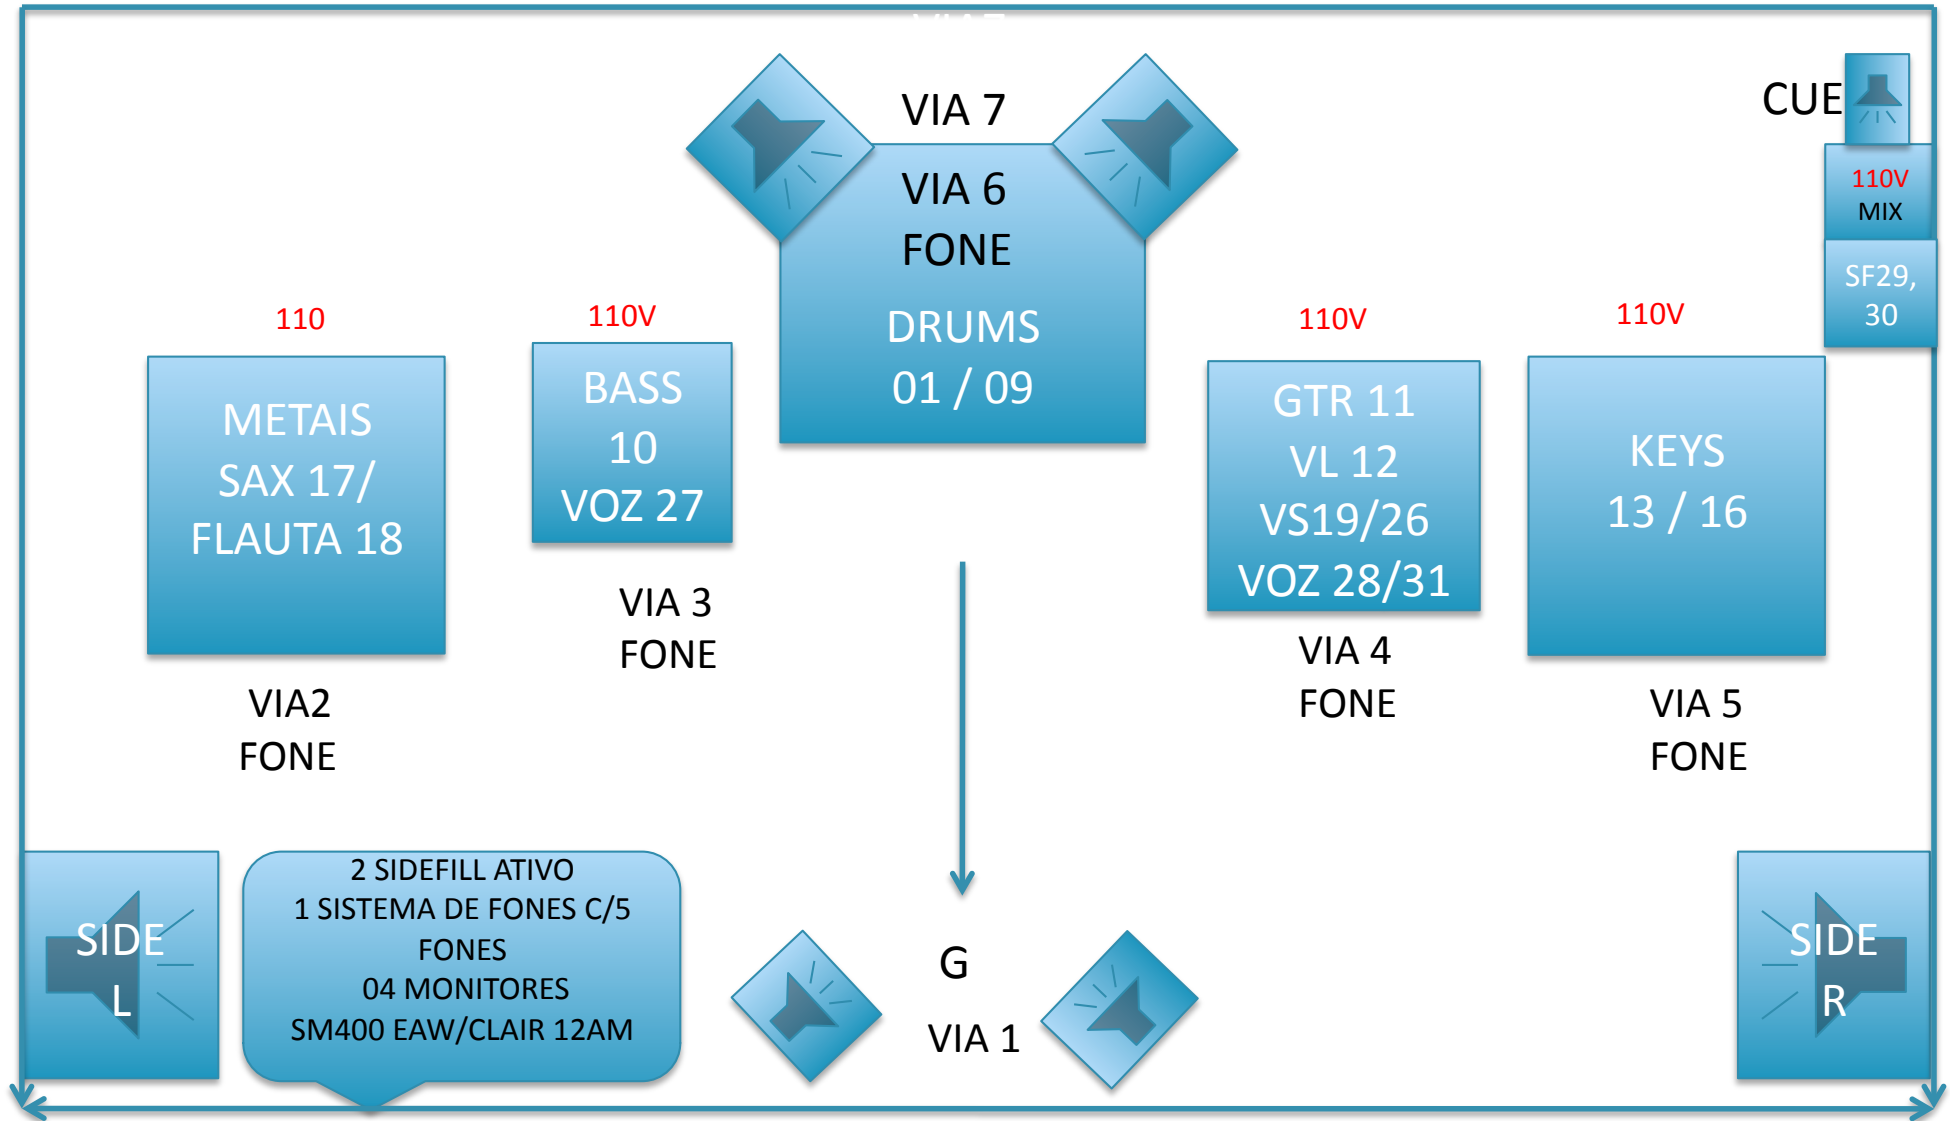 VIA 7
CUE
110V
MIX
SF29,
30
VIA 6
FONE
DRUMS
01 / 09
110
METAIS
SAX 17/
FLAUTA 18
VIA2
FONE
110V
BASS
10
VOZ 27
VIA 3
FONE
110V
GTR 11
VL 12
VS19/26
VOZ 28/31
VIA 4
FONE
110V
KEYS
13 / 16
VIA 5
FONE
SIDE
L
2 SIDEFILL ATIVO
1 SISTEMA DE FONES C/5
FONES
04 MONITORES
SM400 EAW/CLAIR 12AM
G
VIA 1
SIDE
R